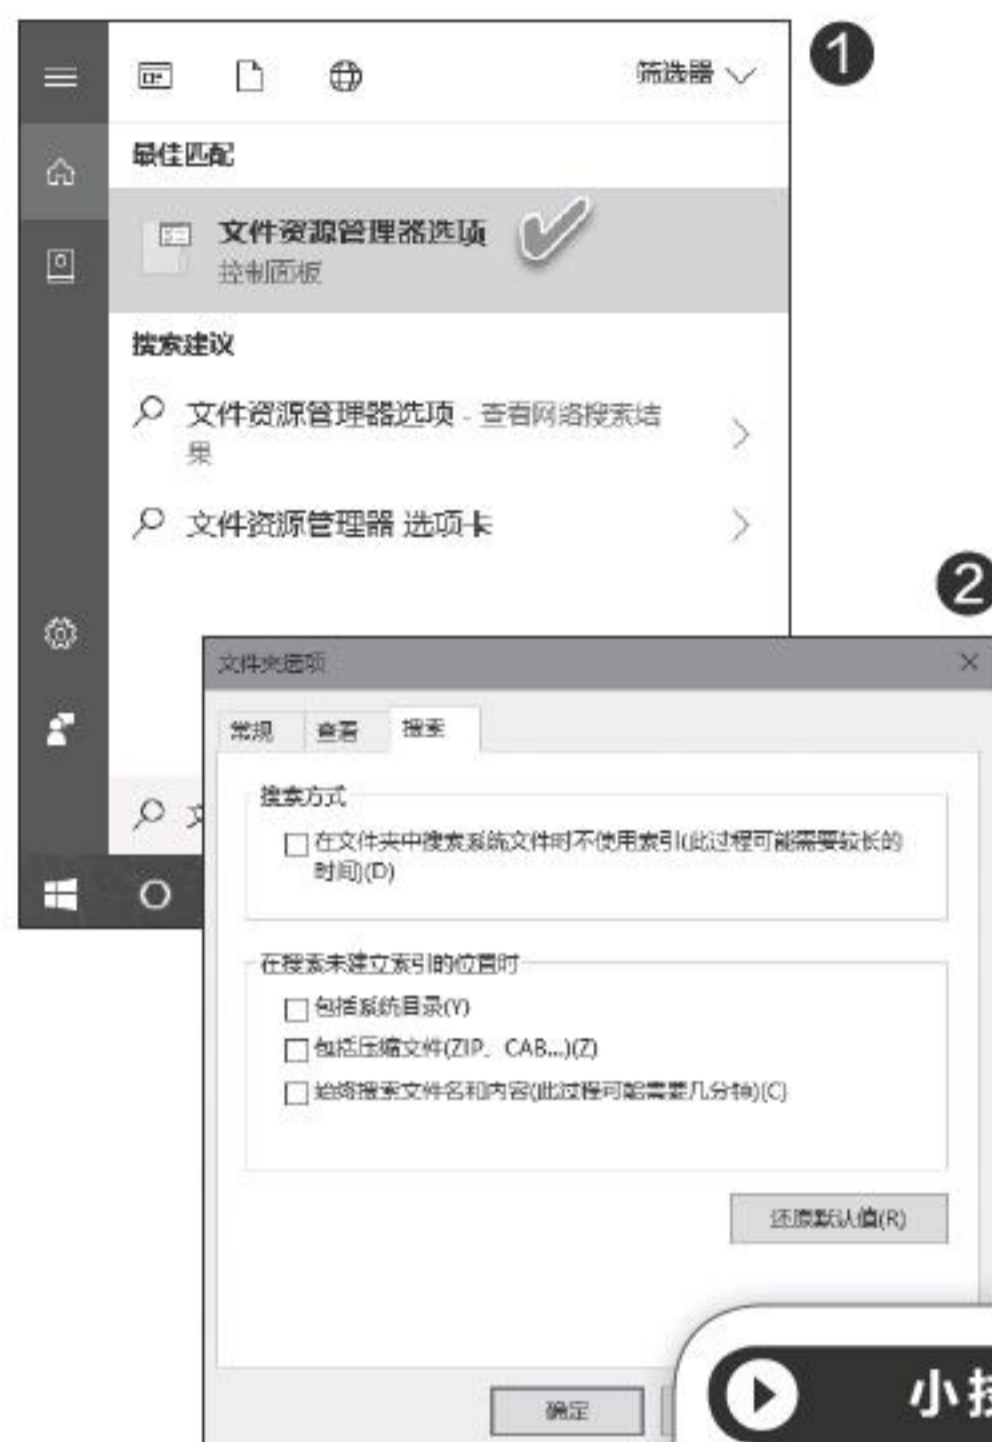 1
筛选器
最佳匹配
文件资源管理器选项
控制面板
搜索建议
文件资源管理器选项 - 查看网络搜索结
果
文件资源管理器 选项卡
2
文件夹选项
常规 查看 搜索
搜索方式
在文件夹中搜索系统文件时不使用索引(此过程可能需要较长的
时间)(D)
在搜索未建立索引的位置时
包括系统目录(Y)
包括压缩文件(ZIP、CAB...)(Z)
始终搜索文件名和内容(此过程可能需要几分钟)(C)
还原默认值(R)
确定
小技